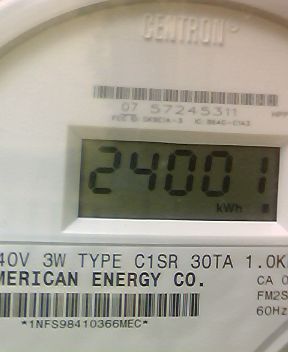 CENTRON®
07 57245311
24001
kWh
40V 3W TYPE C1SR 30TA 1.0K
MERICAN ENERGY CO.
CA 0
FM2S
60Hz
*1NFS98410366MEC*